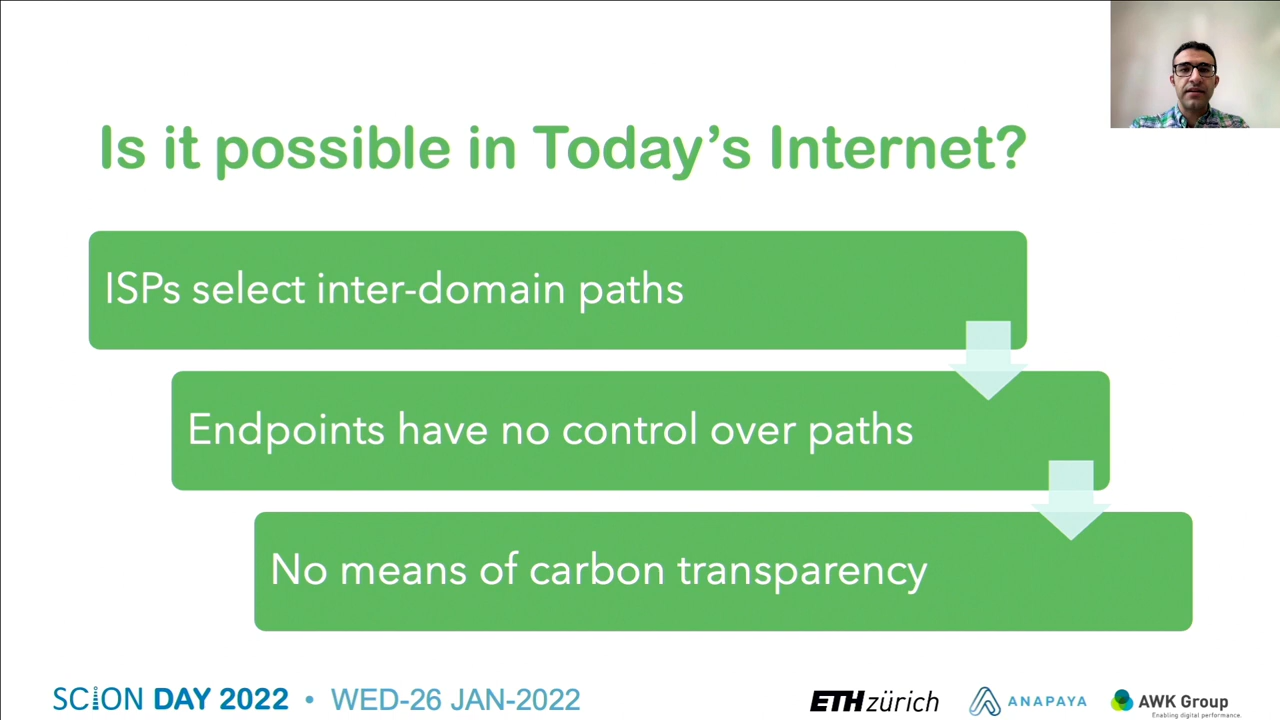 Is it possible in Today's Internet?
ISPs select inter-domain paths
Endpoints have no control over paths
No means of carbon transparency
SCION DAY 2022 • WED-26 JAN-2022
ETH zürich
ANAPAYA
AWK Group
Enabling digital performance.